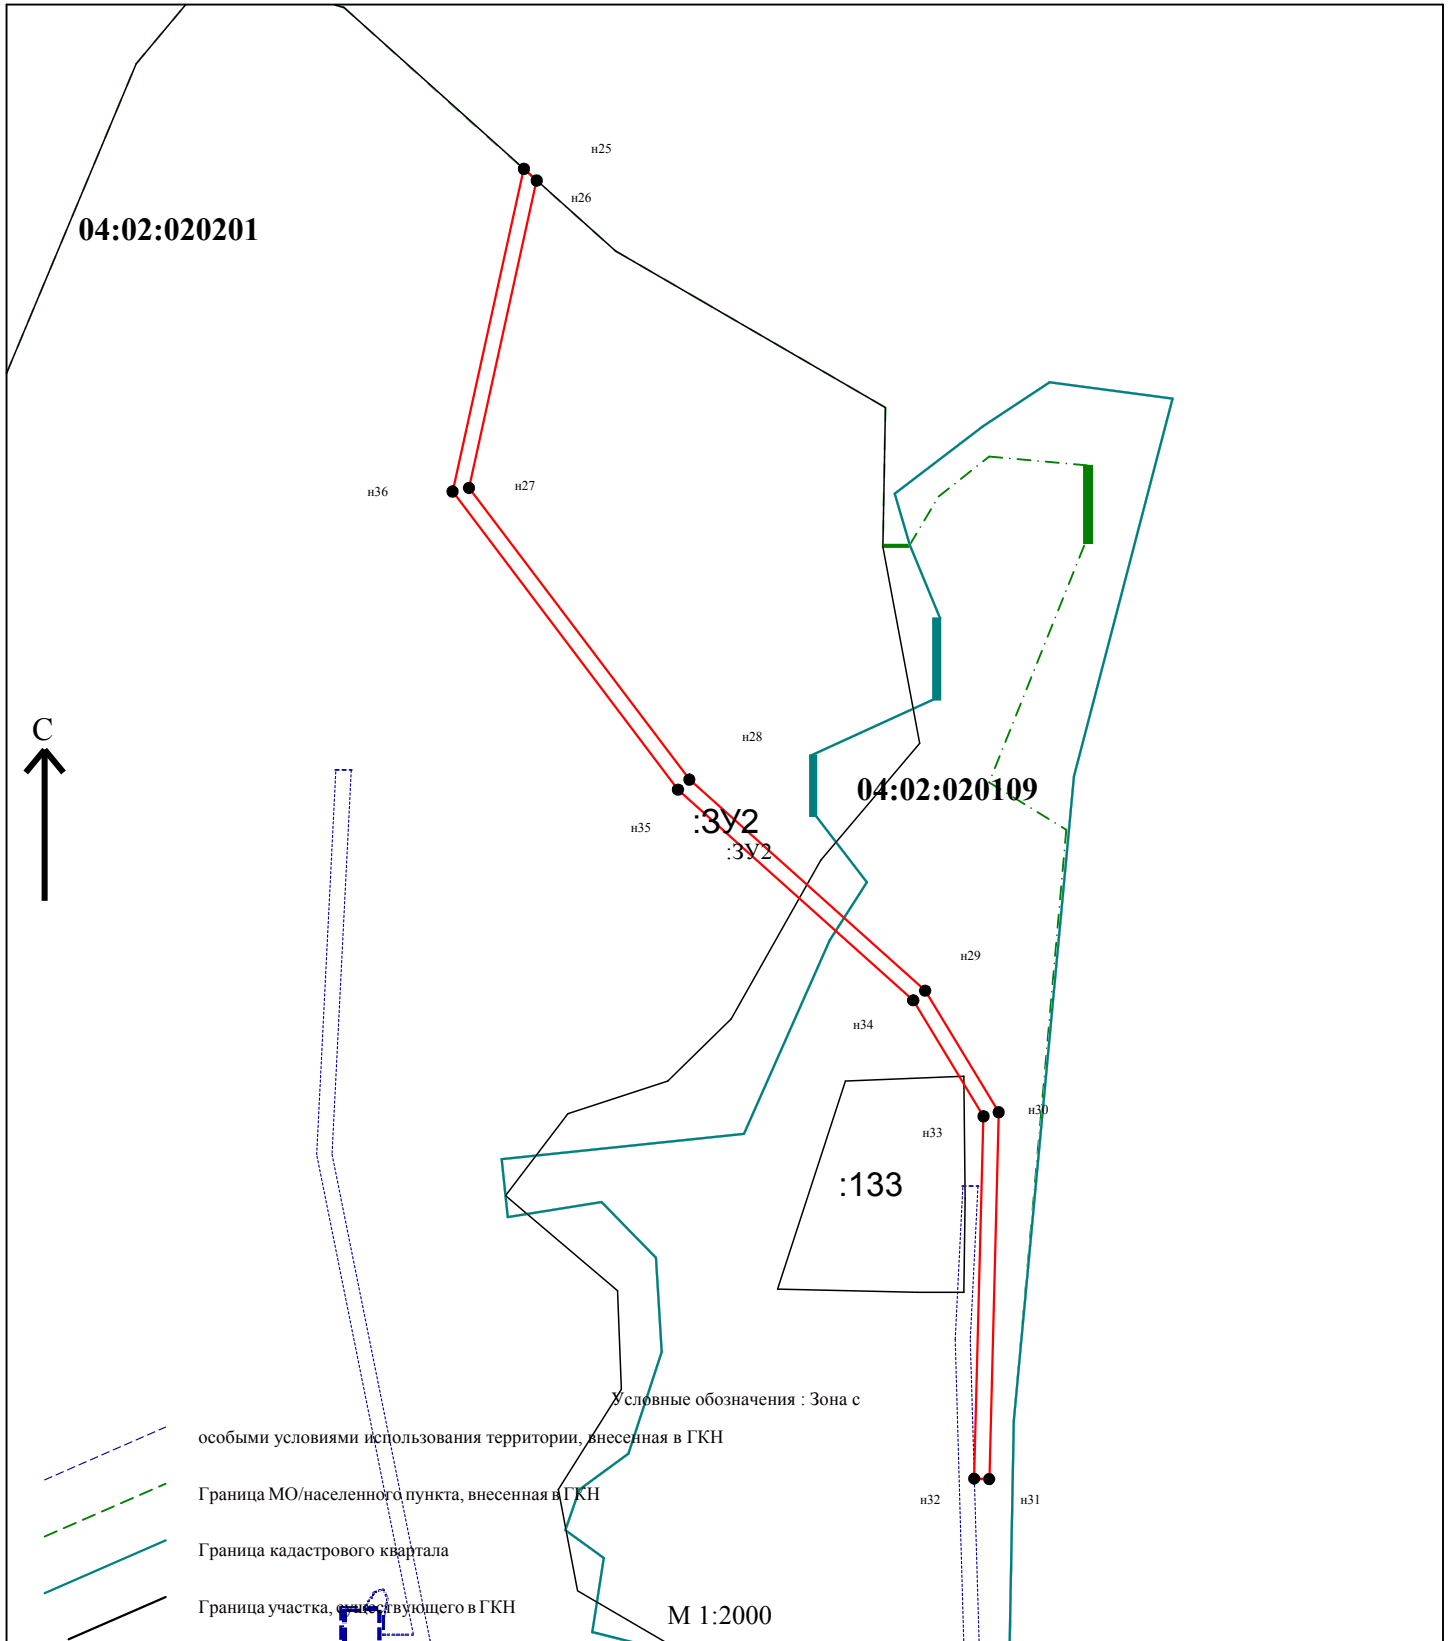 н25
н26
04:02:020201
н36
н27
С
н28
04:02:020109
:ЗУ2
н35
:ЗУ2
н29
н34
н30
н33
:133
Условные обозначения : Зона с
особыми условиями использования территории, внесенная в ГКН
Граница МО/населенного пункта, внесенная в ГКН
н32
н31
Граница кадастрового квартала
Граница участка, существующего в ГКН
М 1:2000